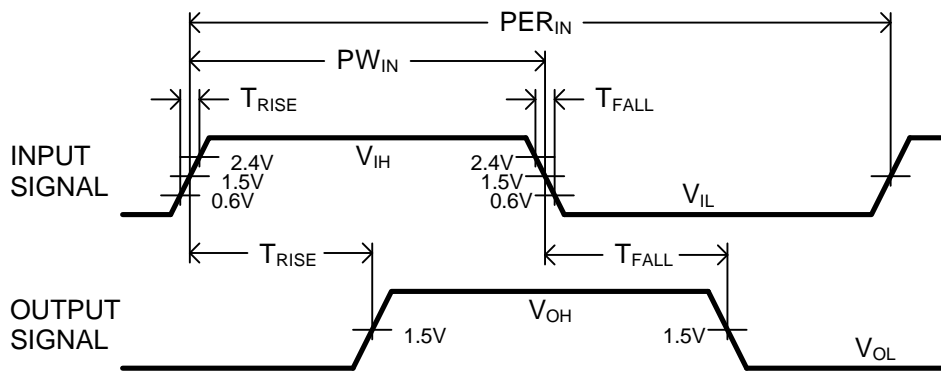 PER_IN
PW_IN
T_RISE T_FALL
INPUT
SIGNAL
V_IH
2.4V
1.5V
0.6V
2.4V
1.5V
0.6V
V_IL
T_RISE T_FALL
OUTPUT
SIGNAL
V_OH
1.5V 1.5V
V_OL